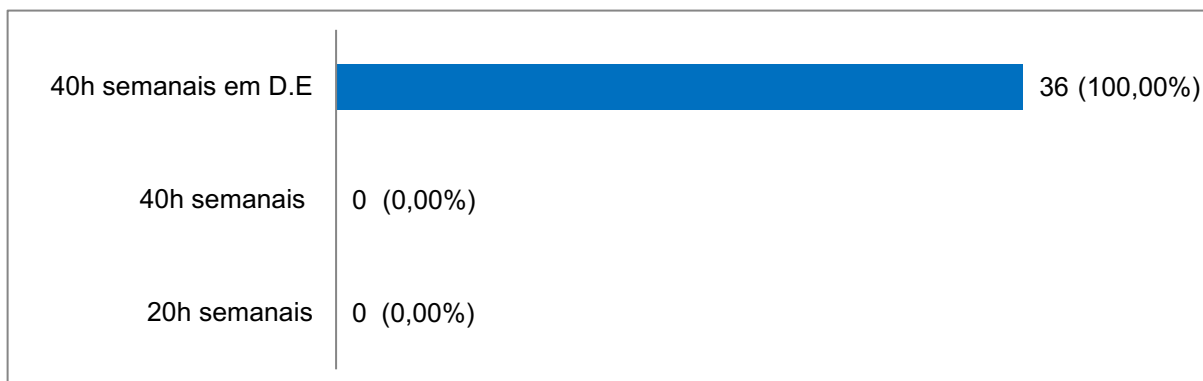 40h semanais em D.E 36 (100,00%)
40h semanais 0 (0,00%)
20h semanais 0 (0,00%)